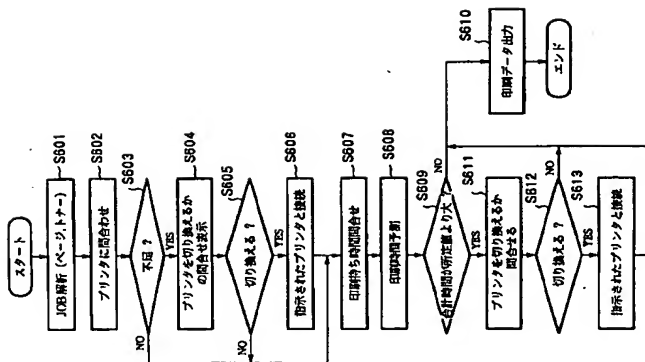 スタート
S601
JOB解析(ページ、トナー)
S602
プリンタに問合わせ
S603
不足?
NO
YES
S604
プリンタを切り換えるか
の問合せ表示
S605
切り換える?
NO
YES
S606
指示されたプリンタと接続
S607
印刷待ち時間問合せ
S608
印刷時間予測
S609
合計時間が所定値より大?
NO
YES
S610
印刷データ出力
エンド
S611
プリンタを切り換えるか
問合せる
S612
切り換える?
NO
YES
S613
指示されたプリンタと接続